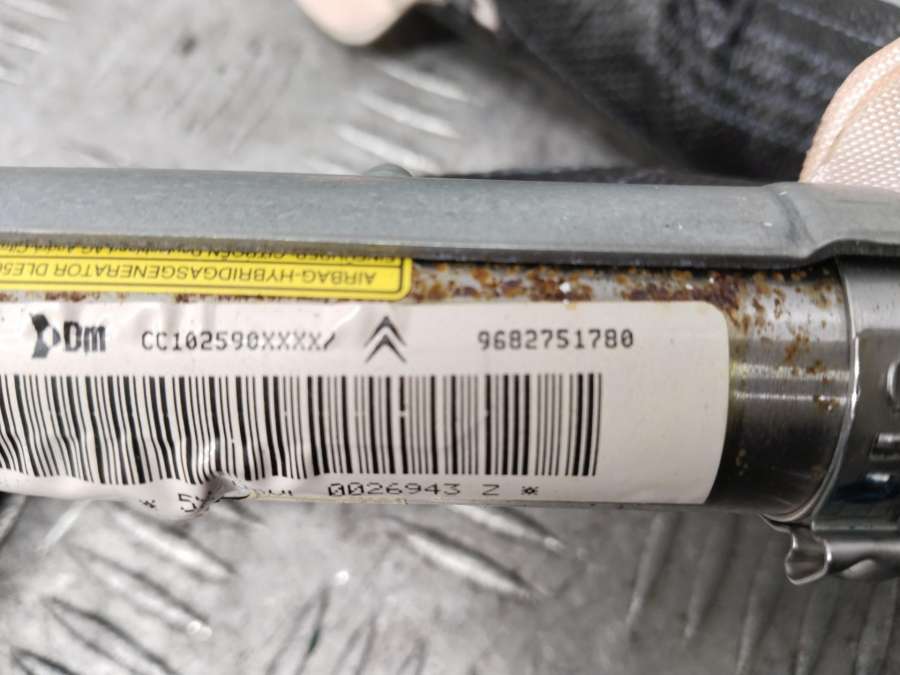 AIRBAG-HYBRIDGASGENERATOR DLE5
Dm CC102590XXXX/ 9682751780
* 0026943 Z *